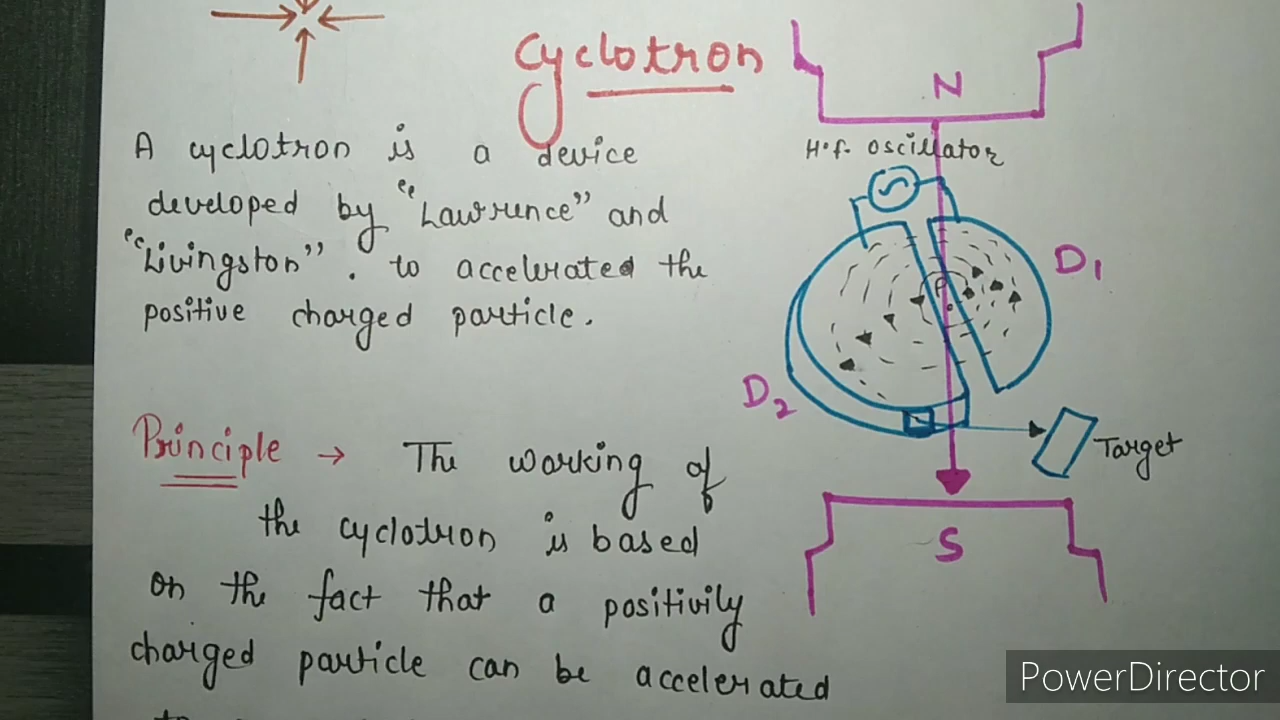 Cyclotron
A cyclotron is a device
developed by "Lawrence" and
"Livingston". to accelerated the
positive charged particle.
Principle → The working of
the cyclotron is based
on the fact that a positivily
charged particle can be accelerated
N
H.f. oscillator
D1
D2
Target
S
PowerDirector